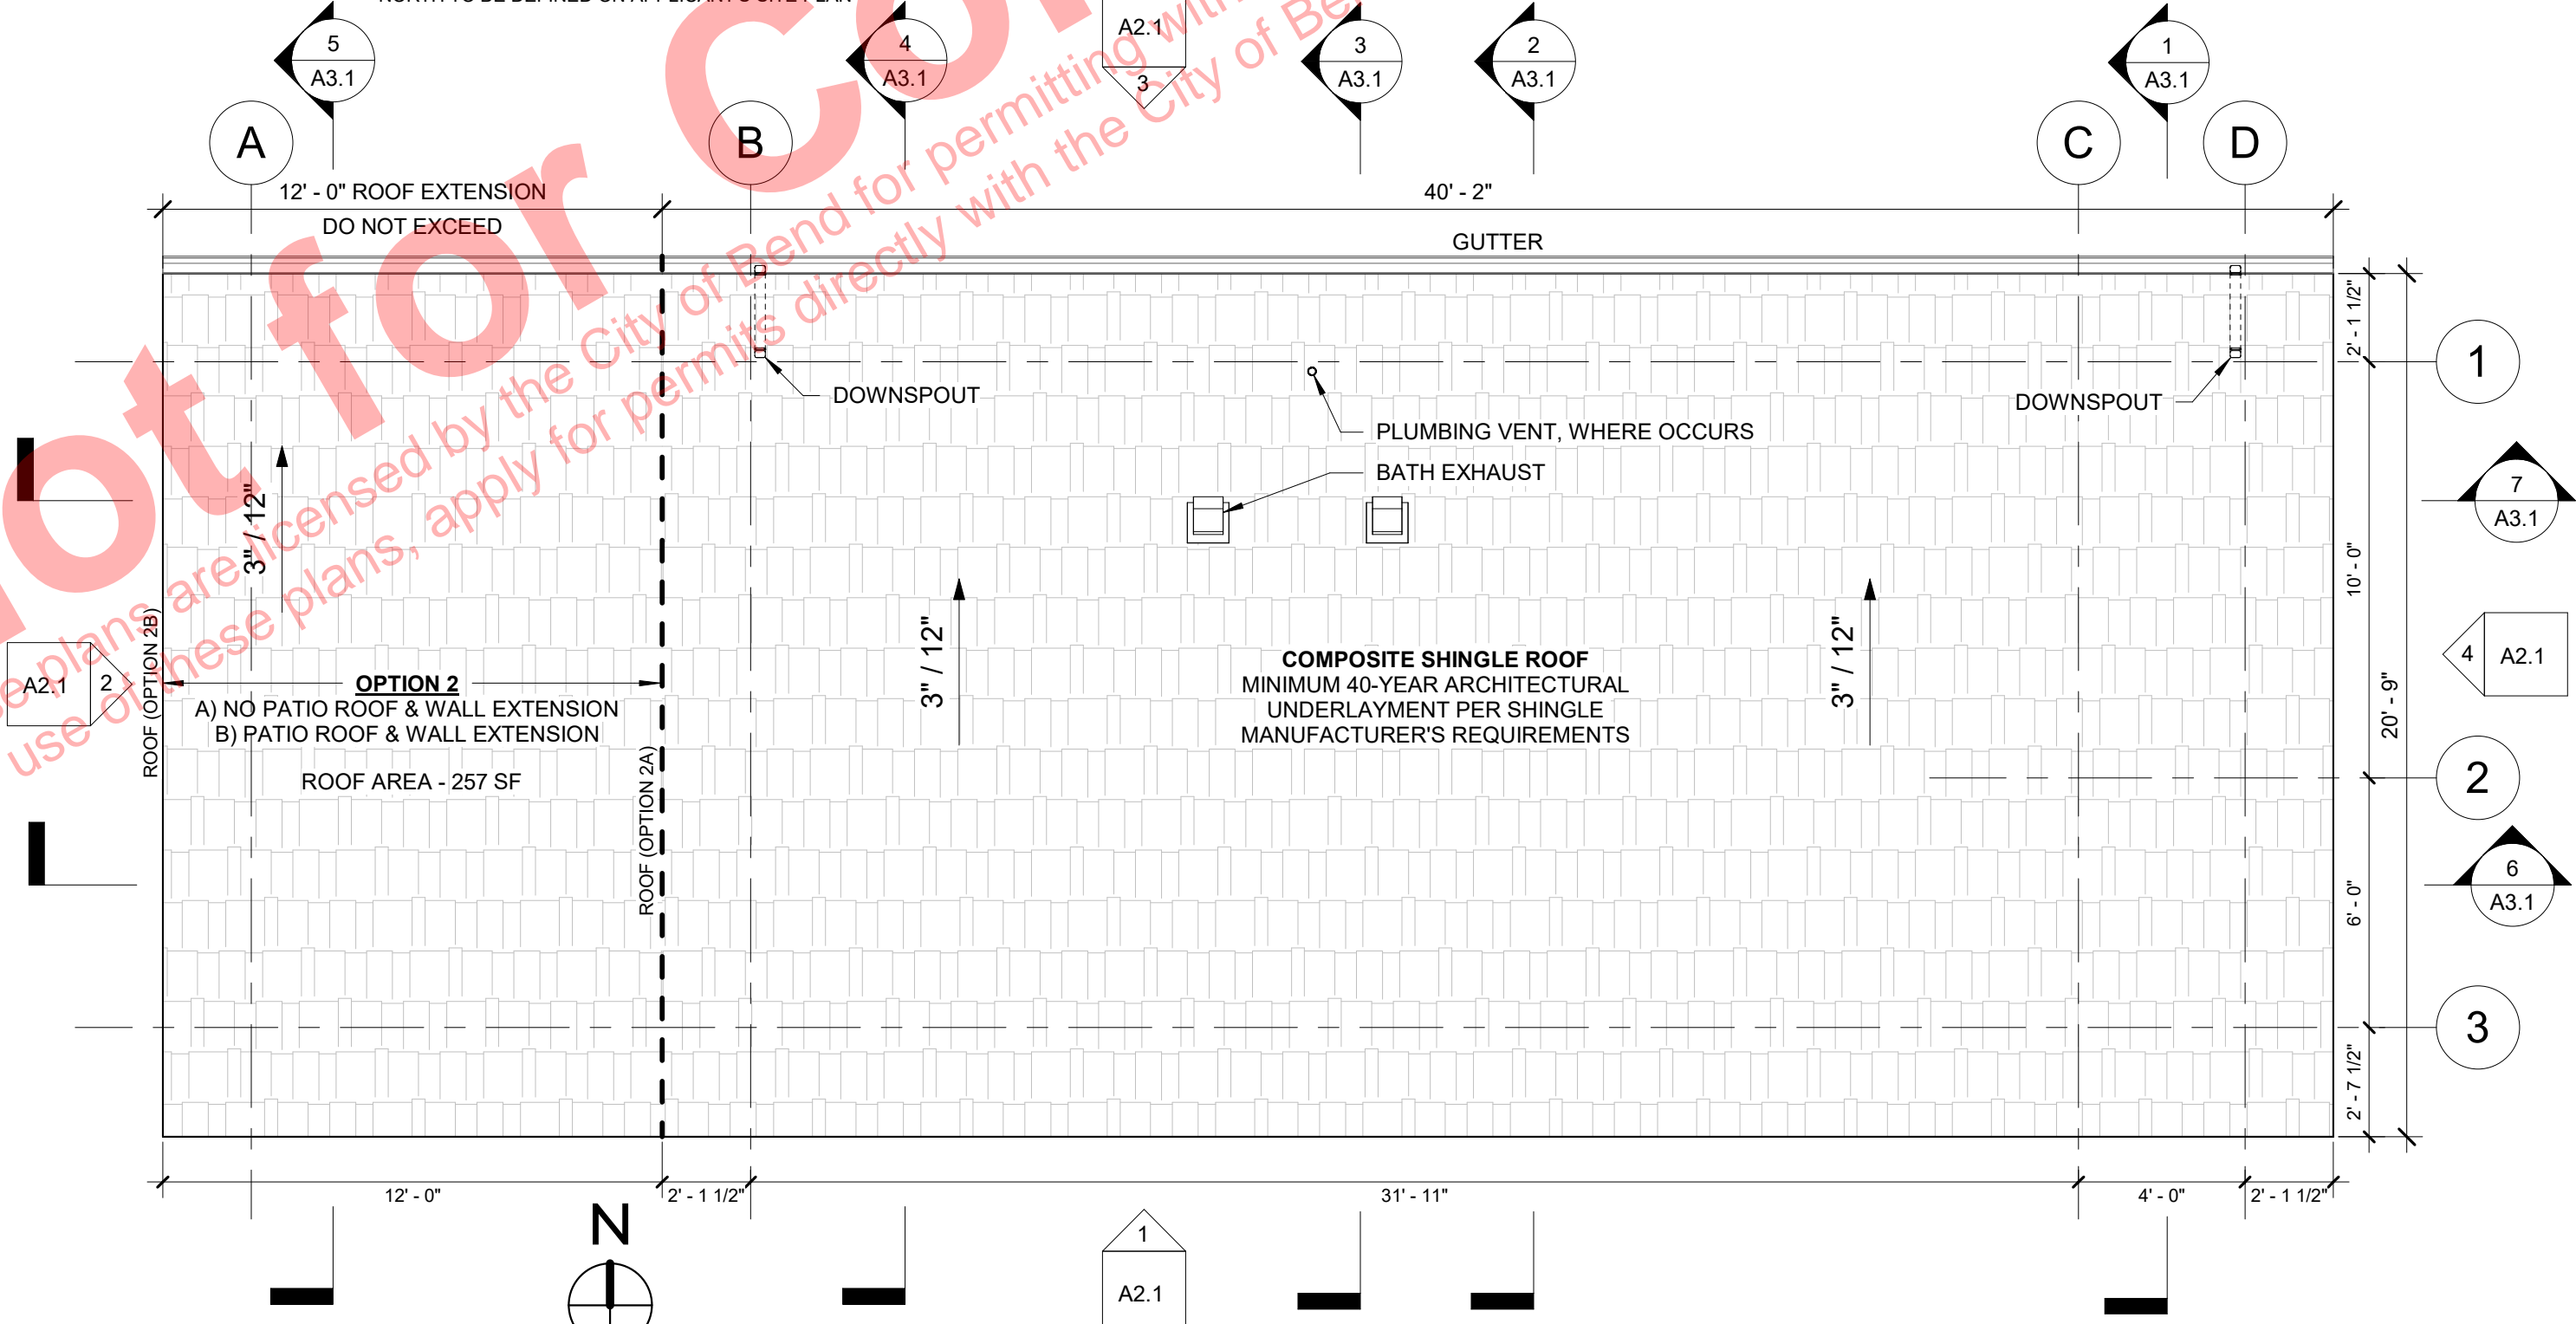 5
A3.1
4
A3.1
A2.1
3
3
A3.1
2
A3.1
1
A3.1
A
B
C
D
12' - 0" ROOF EXTENSION
DO NOT EXCEED
40' - 2"
GUTTER
DOWNSPOUT
DOWNSPOUT
PLUMBING VENT, WHERE OCCURS
BATH EXHAUST
2' - 1 1/2"
1
7
A3.1
10' - 0"
3" / 12"
3" / 12"
3" / 12"
ROOF (OPTION 2B)
A2.1
2
OPTION 2
A) NO PATIO ROOF & WALL EXTENSION
B) PATIO ROOF & WALL EXTENSION
ROOF AREA - 257 SF
ROOF (OPTION 2A)
COMPOSITE SHINGLE ROOF
MINIMUM 40-YEAR ARCHITECTURAL
UNDERLAYMENT PER SHINGLE
MANUFACTURER'S REQUIREMENTS
4
A2.1
20' - 9"
2
6
A3.1
6' - 0"
3
2' - 7 1/2"
12' - 0"
2' - 1 1/2"
31' - 11"
4' - 0"
2' - 1 1/2"
N
1
A2.1
ot for Co
plans are licensed by the City of Bend for permitting with
use of these plans, apply for permits directly with the City of Be